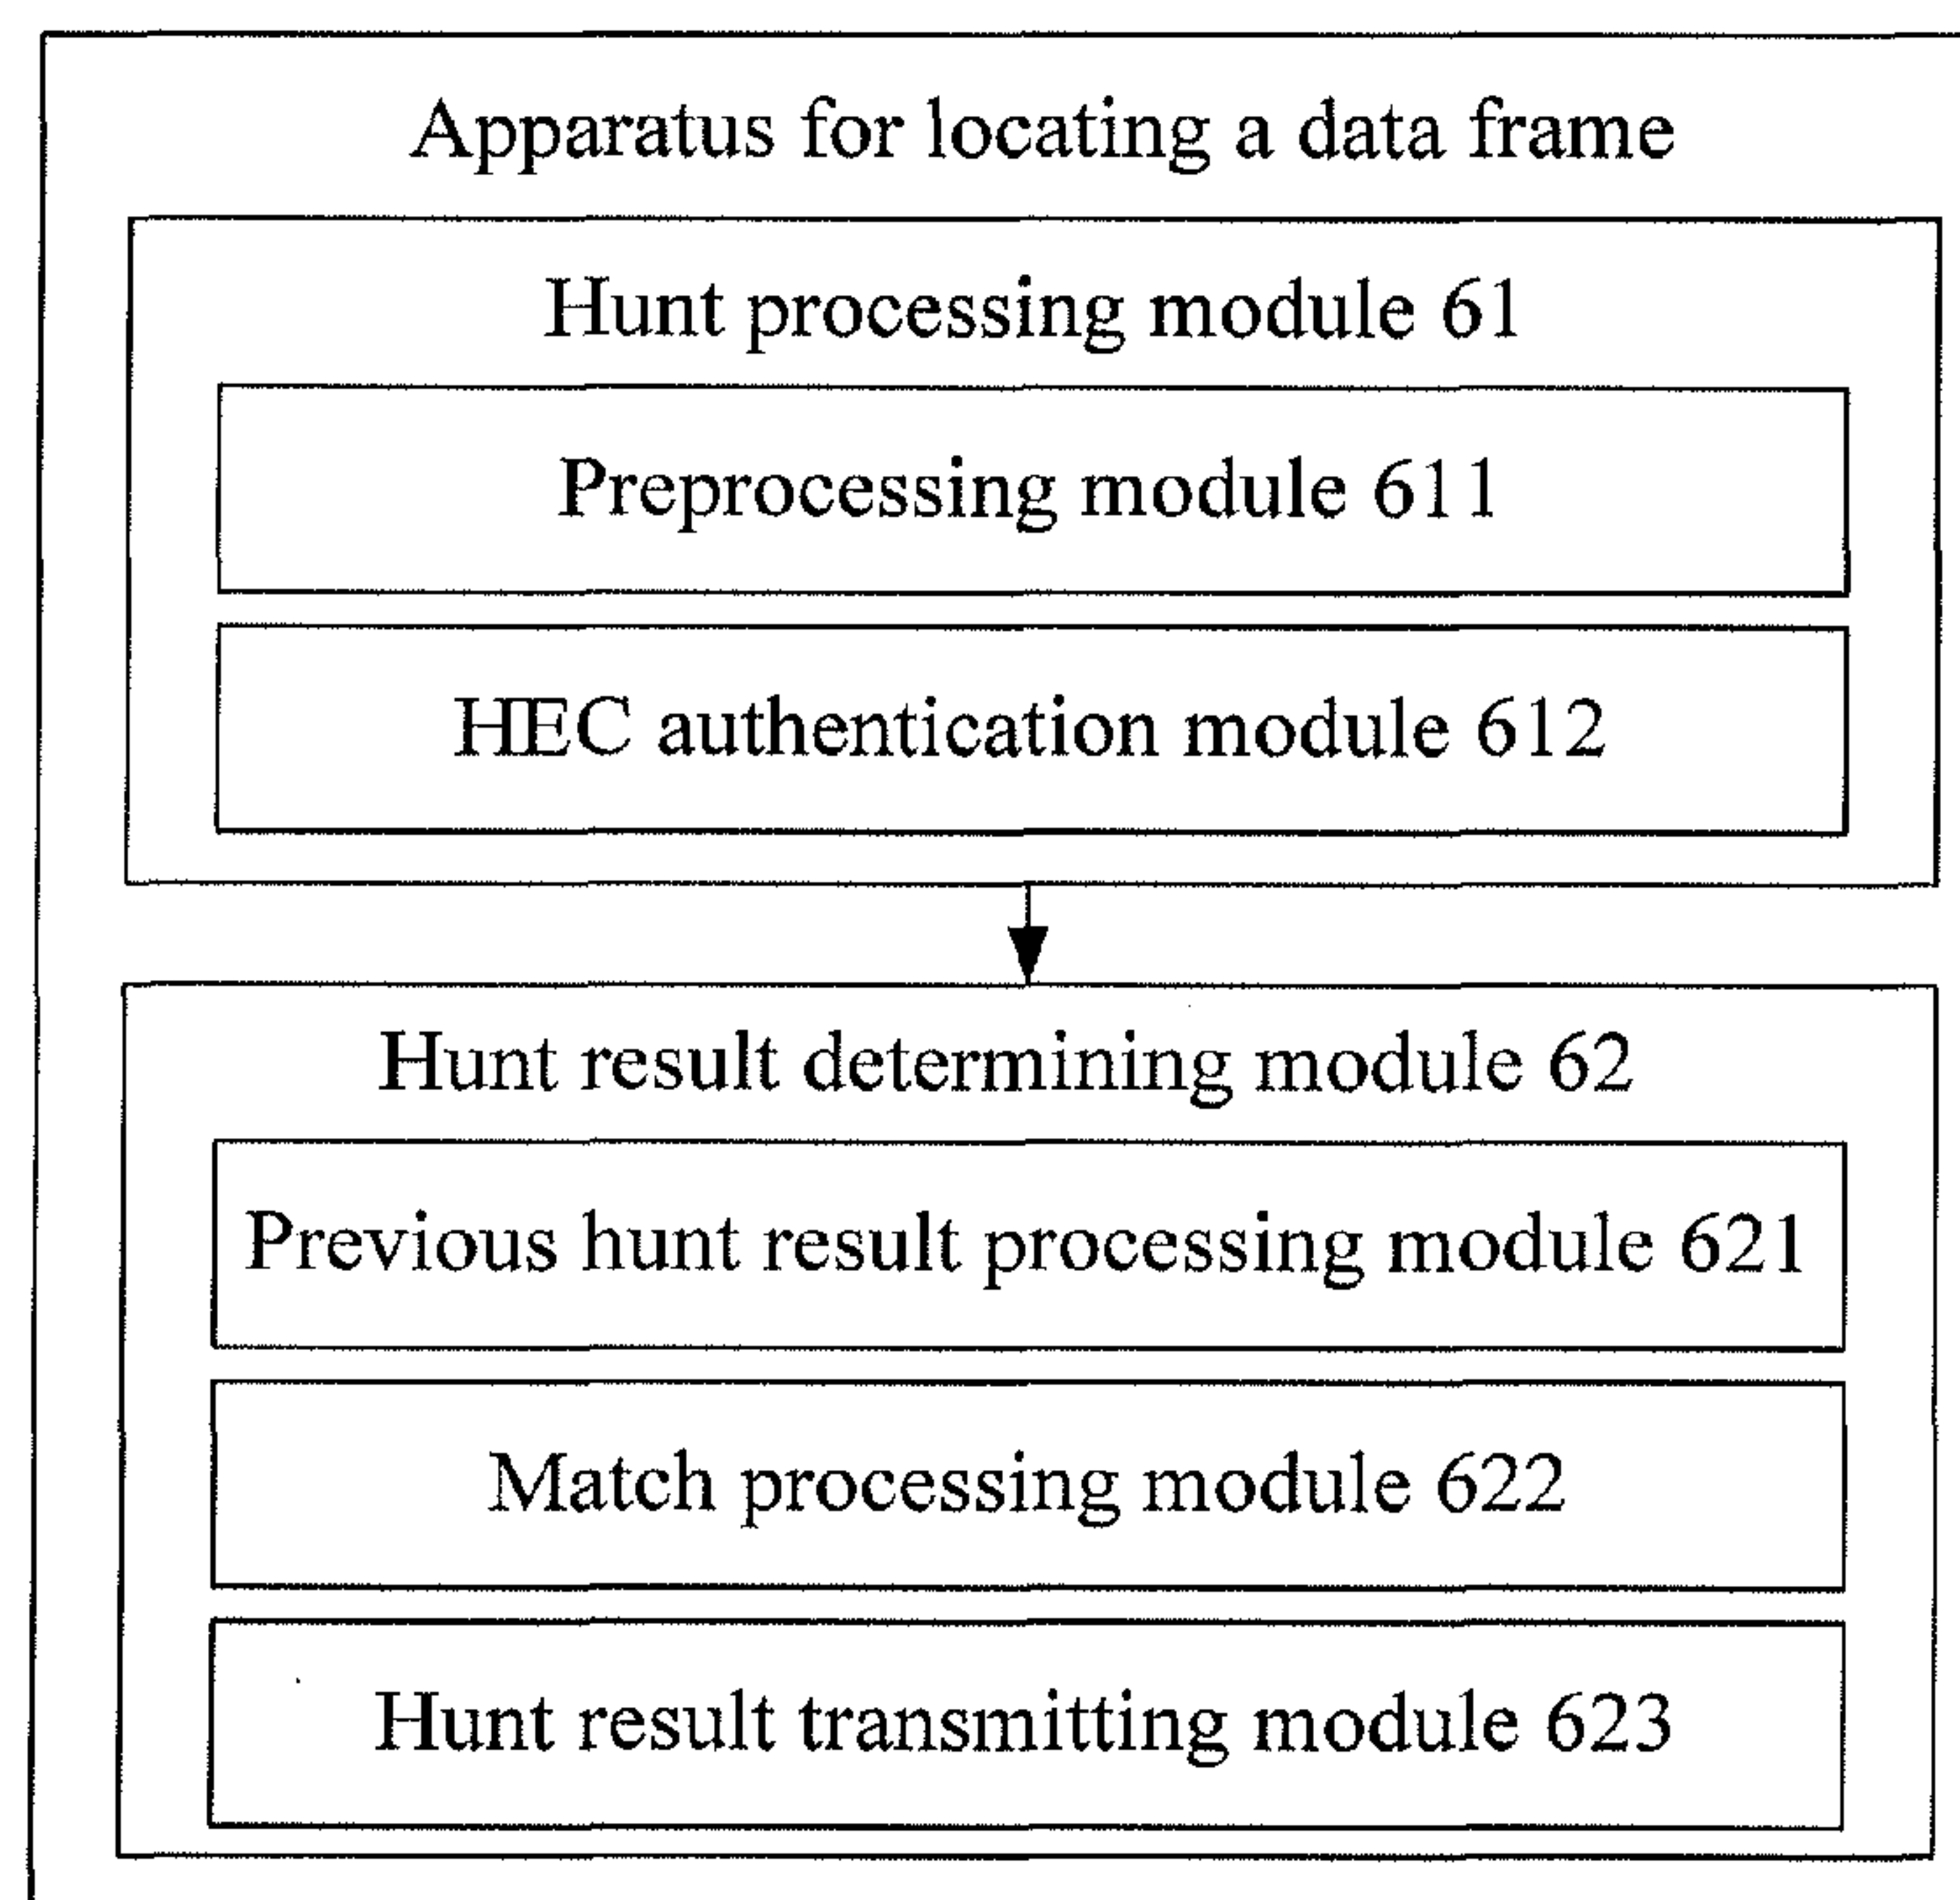 Apparatus for locating a data frame
Hunt processing module 61
Preprocessing module 611
HEC authentication module 612
Hunt result determining module 62
Previous hunt result processing module 621
Match processing module 622
Hunt result transmitting module 623